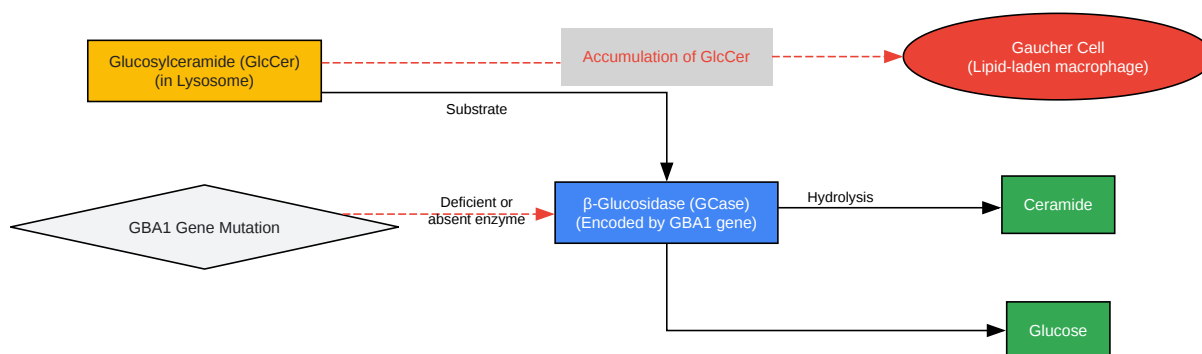 Glucosylceramide (GlcCer)
(in Lysosome)
Accumulation of GlcCer
Gaucher Cell
(Lipid-laden macrophage)
Substrate
GBA1 Gene Mutation
Deficient or
absent enzyme
β-Glucosidase (GCase)
(Encoded by GBA1 gene)
Hydrolysis
Ceramide
Glucose